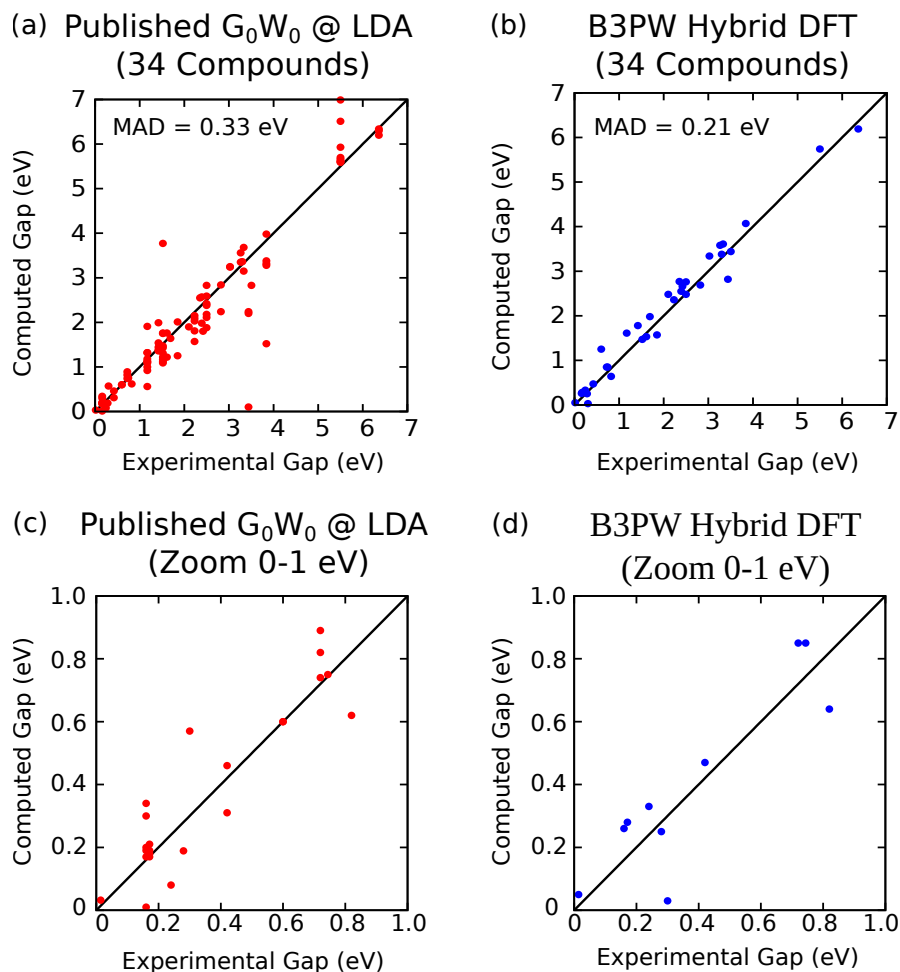 (a) Published G₀W₀ @ LDA
(34 Compounds)
MAD = 0.33 eV
Computed Gap (eV)
7
6
5
4
3
2
1
0
0 1 2 3 4 5 6 7
Experimental Gap (eV)
(b) B3PW Hybrid DFT
(34 Compounds)
MAD = 0.21 eV
Computed Gap (eV)
7
6
5
4
3
2
1
0
0 1 2 3 4 5 6 7
Experimental Gap (eV)
(c) Published G₀W₀ @ LDA
(Zoom 0-1 eV)
Computed Gap (eV)
1.0
0.8
0.6
0.4
0.2
0
0 0.2 0.4 0.6 0.8 1.0
Experimental Gap (eV)
(d) B3PW Hybrid DFT
(Zoom 0-1 eV)
Computed Gap (eV)
1.0
0.8
0.6
0.4
0.2
0
0 0.2 0.4 0.6 0.8 1.0
Experimental Gap (eV)